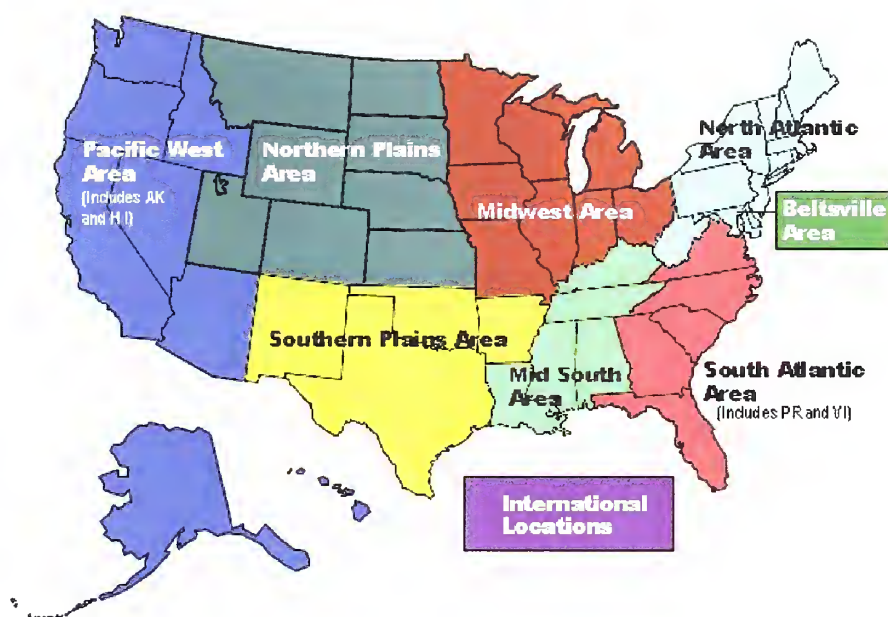 North Atlantic
Area
Pacific West
Area
(Includes AK
and HI)
Northern Plains
Area
Midwest Area
Beltsville
Area
Southern Plains Area
Mid South
Area
South Atlantic
Area
(Includes PR and VI)
International
Locations